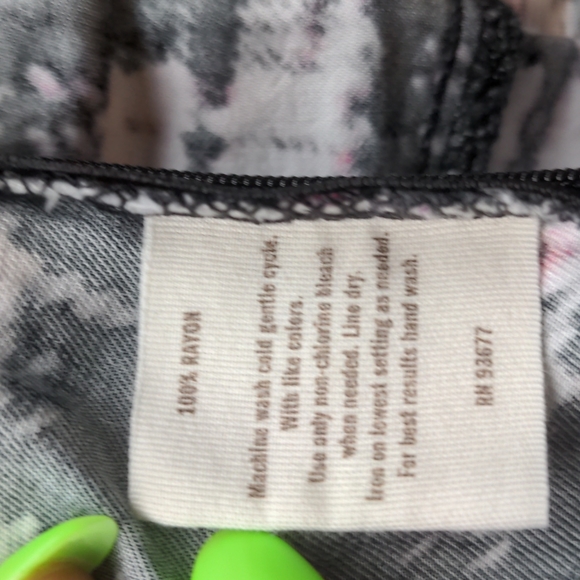 100% RAYON
Machine wash cold gentle cycle.
With like colors.
Use only non-chlorine bleach
when needed. Line dry.
Iron on lowest setting as needed.
For best results hand wash.
RN 93677